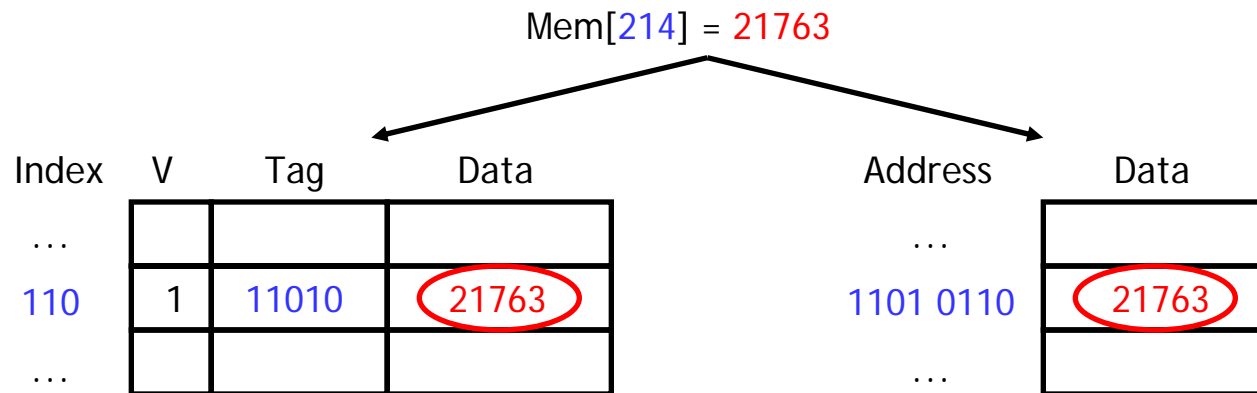 Mem[214] = 21763
Index V Tag Data Address Data
... ...
110 1 11010 21763 1101 0110 21763
... ...